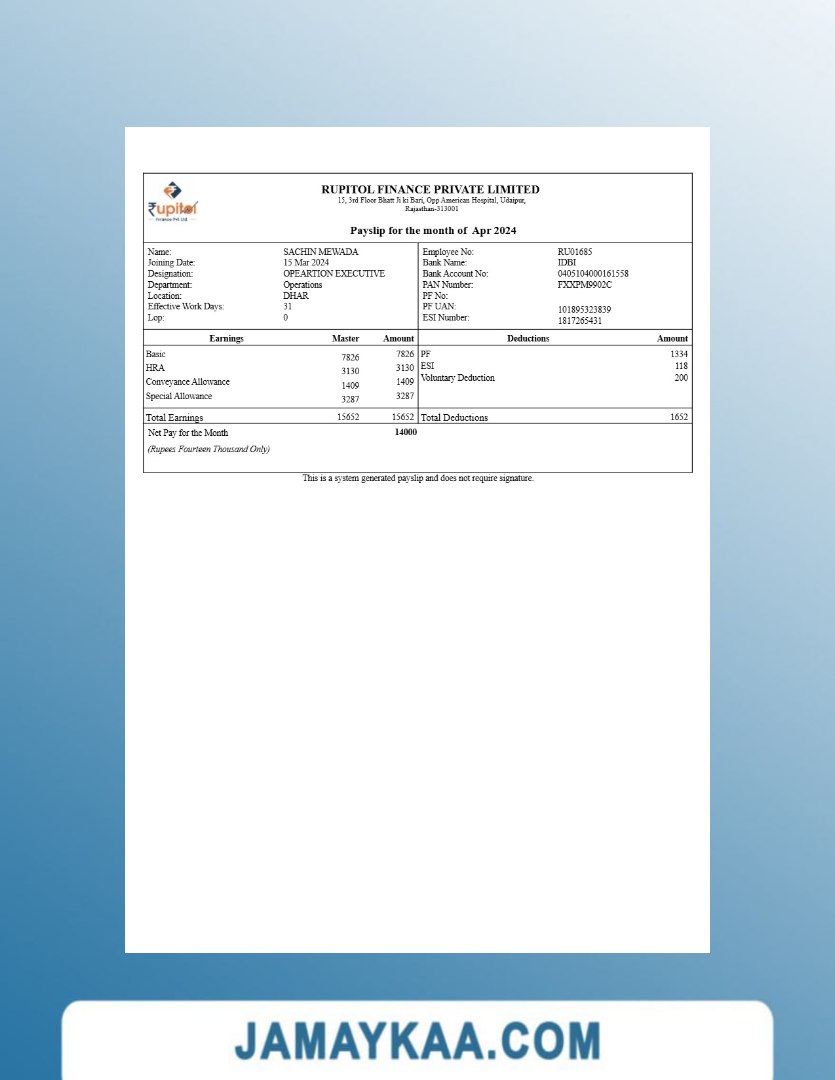 RUPITOL FINANCE PRIVATE LIMITED
15, 3rd Floor Bhatt Ji ki Bari, Opp American Hospital, Udaipur,
Rajasthan-313001
₹upitol
Finance Pvt. Ltd.
Payslip for the month of Apr 2024
Name: SACHIN MEWADA Employee No: RU01685
Joining Date: 15 Mar 2024 Bank Name: IDBI
Designation: OPEARTION EXECUTIVE Bank Account No: 0405104000161558
Department: Operations PAN Number: FXXPM9902C
Location: DHAR PF No:
Effective Work Days: 31 PF UAN: 101895323839
Lop: 0 ESI Number: 1817265431
Earnings Master Amount Deductions Amount
Basic 7826 7826 PF 1334
HRA 3130 3130 ESI 118
Conveyance Allowance 1409 1409 Voluntary Deduction 200
Special Allowance 3287 3287
Total Earnings 15652 15652 Total Deductions 1652
Net Pay for the Month 14000
(Rupees Fourteen Thousand Only)
This is a system generated payslip and does not require signature.
JAMAYKAA.COM